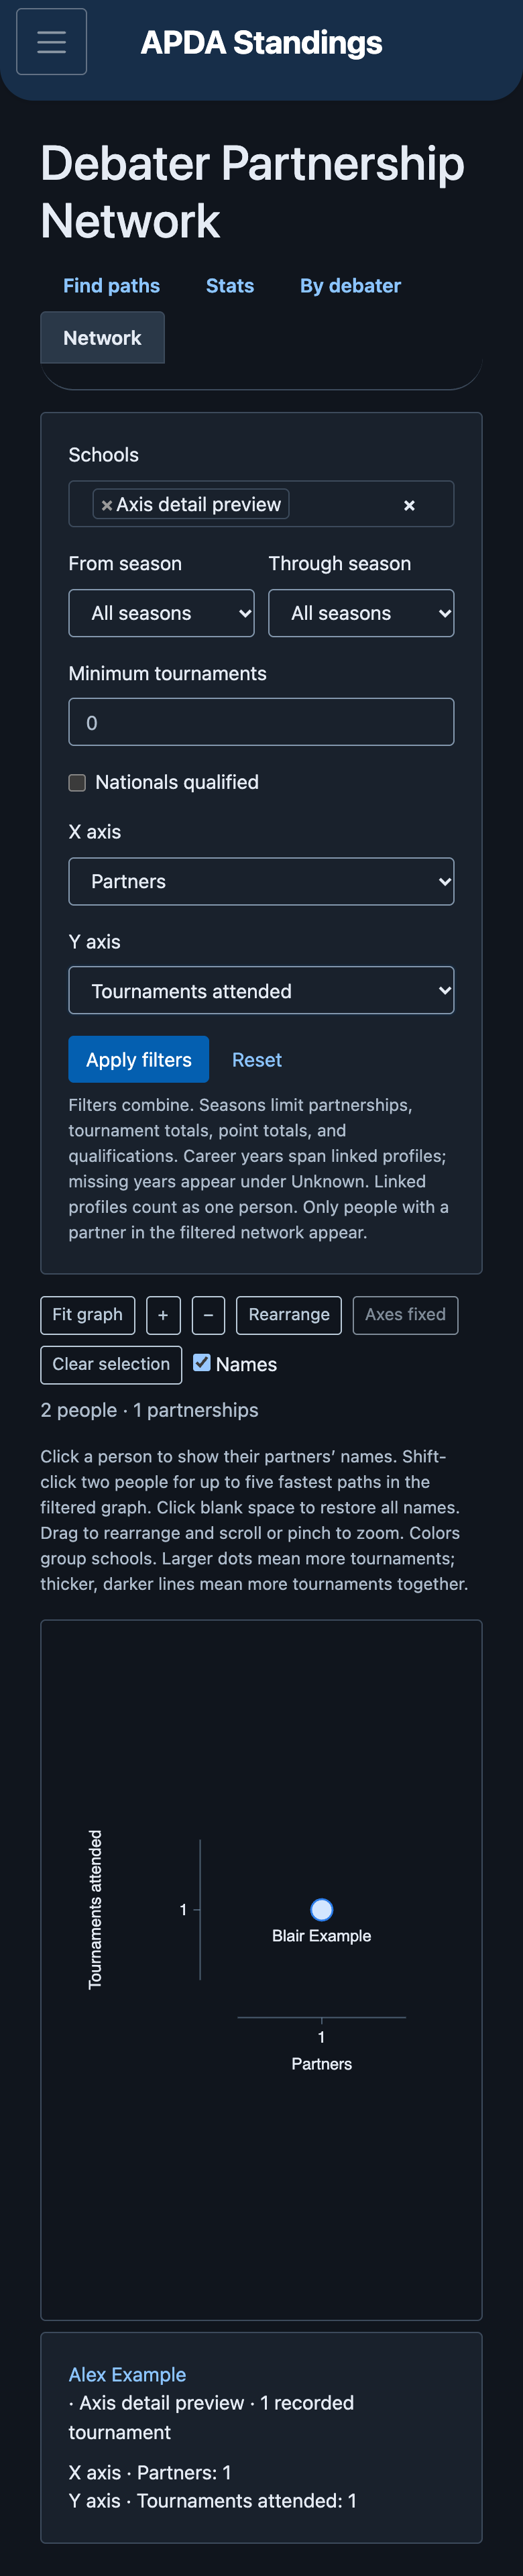 APDA Standings
Debater Partnership
Network
Find paths Stats By debater
Network
Schools
×Axis detail preview ×
From season Through season
All seasons All seasons
Minimum tournaments
0
Nationals qualified
X axis
Partners
Y axis
Tournaments attended
Apply filters Reset
Filters combine. Seasons limit partnerships,
tournament totals, point totals, and
qualifications. Career years span linked profiles;
missing years appear under Unknown. Linked
profiles count as one person. Only people with a
partner in the filtered network appear.
Fit graph + − Rearrange Axes fixed
Clear selection Names
2 people · 1 partnerships
Click a person to show their partners’ names. Shift-
click two people for up to five fastest paths in the
filtered graph. Click blank space to restore all names.
Drag to rearrange and scroll or pinch to zoom. Colors
group schools. Larger dots mean more tournaments;
thicker, darker lines mean more tournaments together.
Tournaments attended
1
Blair Example
1
Partners
Alex Example
· Axis detail preview · 1 recorded
tournament
X axis · Partners: 1
Y axis · Tournaments attended: 1